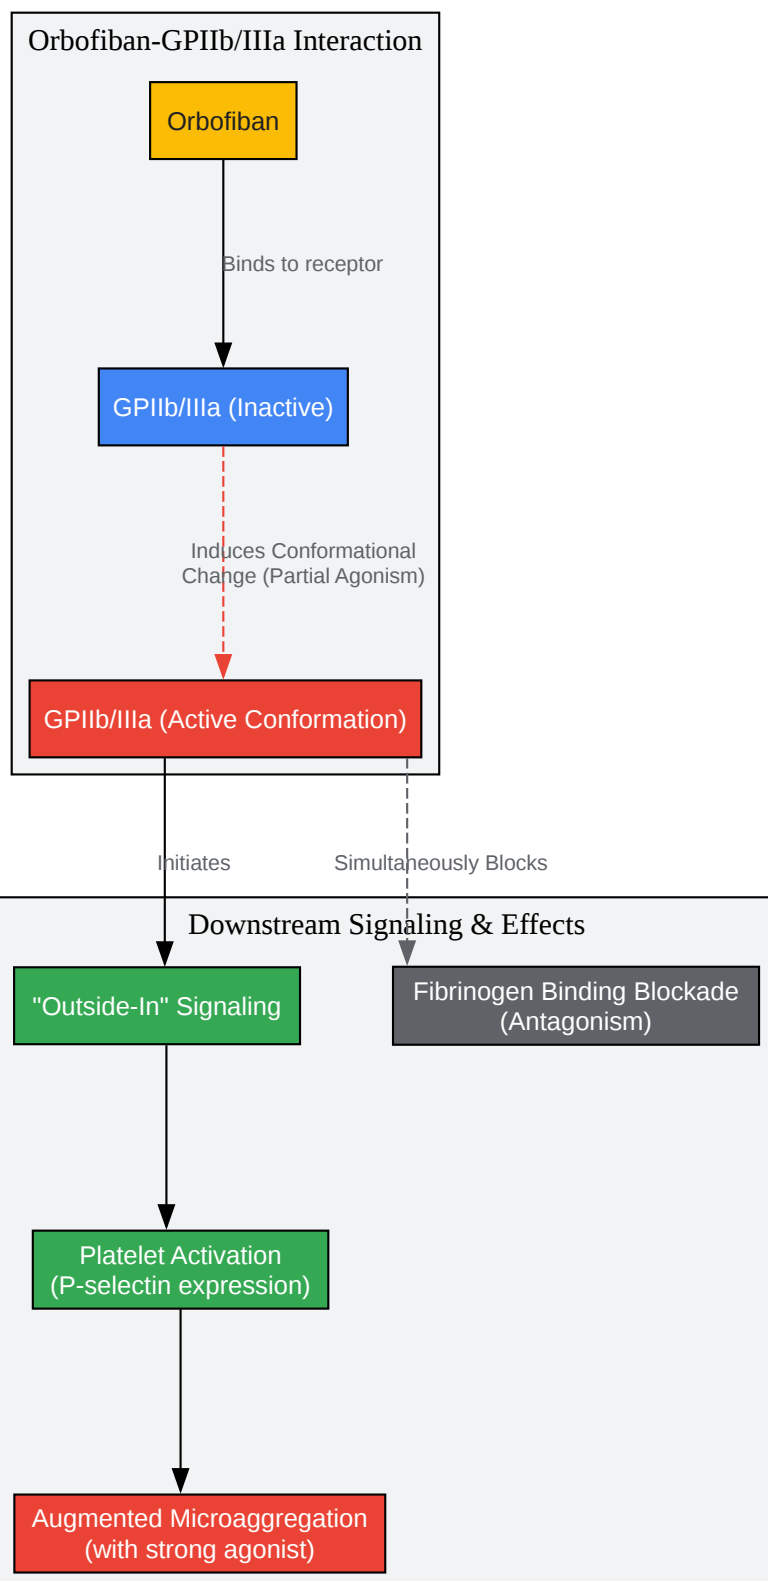 Orbofiban-GPIIb/IIIa Interaction
Orbofiban
Binds to receptor
GPIIb/IIIa (Inactive)
Induces Conformational
Change (Partial Agonism)
GPIIb/IIIa (Active Conformation)
Initiates
Simultaneously Blocks
Downstream Signaling & Effects
"Outside-In" Signaling
Fibrinogen Binding Blockade
(Antagonism)
Platelet Activation
(P-selectin expression)
Augmented Microaggregation
(with strong agonist)